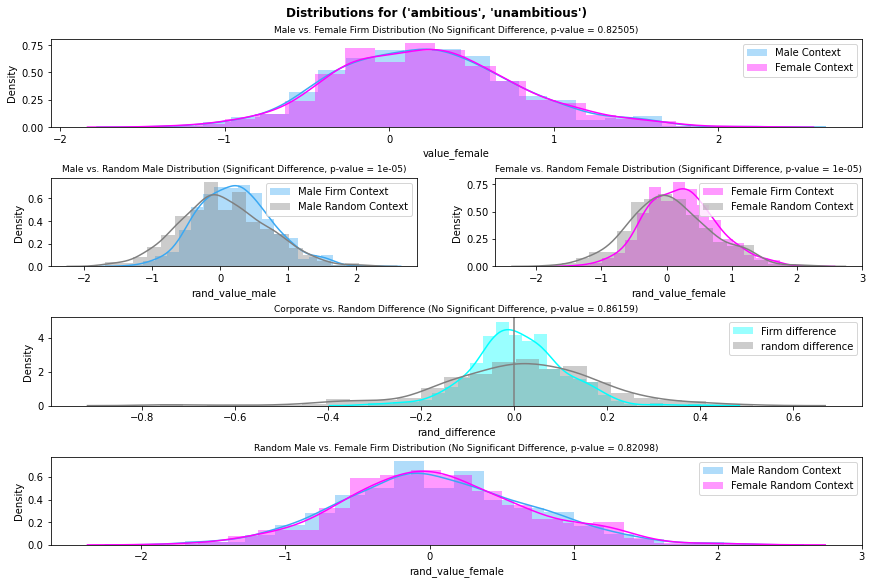 Distributions for ('ambitious', 'unambitious')
Male vs. Female Firm Distribution (No Significant Difference, p-value = 0.82505)
0.75
0.50
0.25
0.00
Density
Male Context
Female Context
−2
−1
0
1
2
value_female
Male vs. Random Male Distribution (Significant Difference, p-value = 1e-05)
0.6
0.4
0.2
0.0
Density
Male Firm Context
Male Random Context
−2
−1
0
1
2
rand_value_male
Female vs. Random Female Distribution (Significant Difference, p-value = 1e-05)
0.75
0.50
0.25
0.00
Density
Female Firm Context
Female Random Context
−2
−1
0
1
2
3
rand_value_female
Corporate vs. Random Difference (No Significant Difference, p-value = 0.86159)
4
2
0
Density
Firm difference
random difference
−0.8
−0.6
−0.4
−0.2
0.0
0.2
0.4
0.6
rand_difference
Random Male vs. Female Firm Distribution (No Significant Difference, p-value = 0.82098)
0.6
0.4
0.2
0.0
Density
Male Random Context
Female Random Context
−2
−1
0
1
2
3
rand_value_female